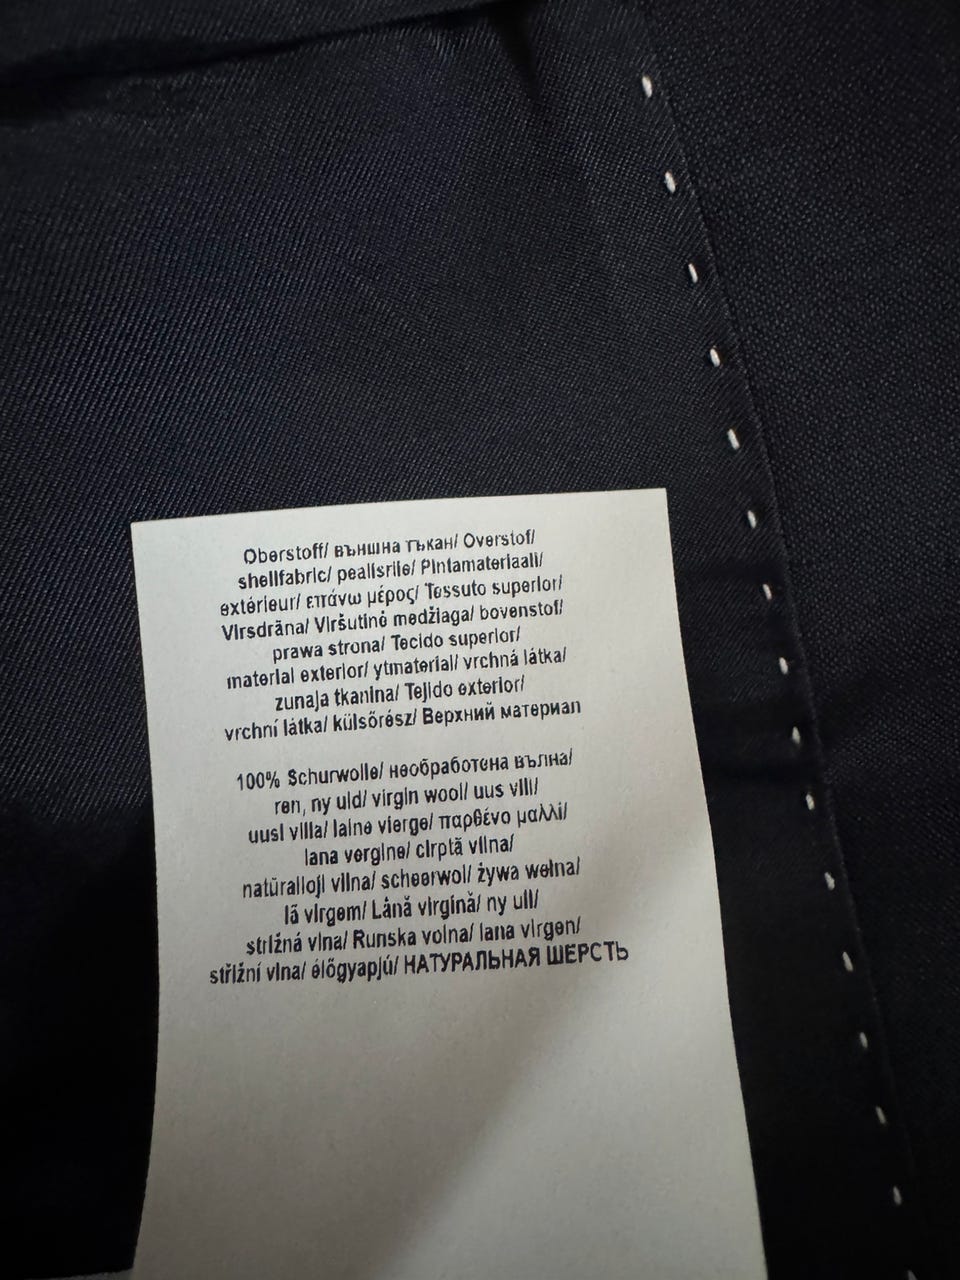 Oberstoff/ външна тъкан/ Overstof/
shellfabric/ pealisriie/ Pintamateriaali/
extérieur/ επάνω μέρος/ Tessuto superior/
Virsdrāna/ Viršutinė medžiaga/ bovenstof/
prawa strona/ Tecido superior/
material exterior/ ytmaterial/ vrchná látka/
zunaja tkanina/ Tejido exterior/
vrchní látka/ külsőrész/ Верхний материал
100% Schurwolle/ необработена вълна/
ren, ny uld/ virgin wool/ uus vill/
uusi villa/ laine vierge/ παρθένο μαλλί/
lana vergine/ cirptā vilna/
natūralioji vilna/ scheerwol/ żywa wełna/
lã virgem/ Lână virgină/ ny ull/
strižná vlna/ Runska volna/ lana virgen/
střižní vlna/ élőgyapjú/ НАТУРАЛЬНАЯ ШЕРСТЬ